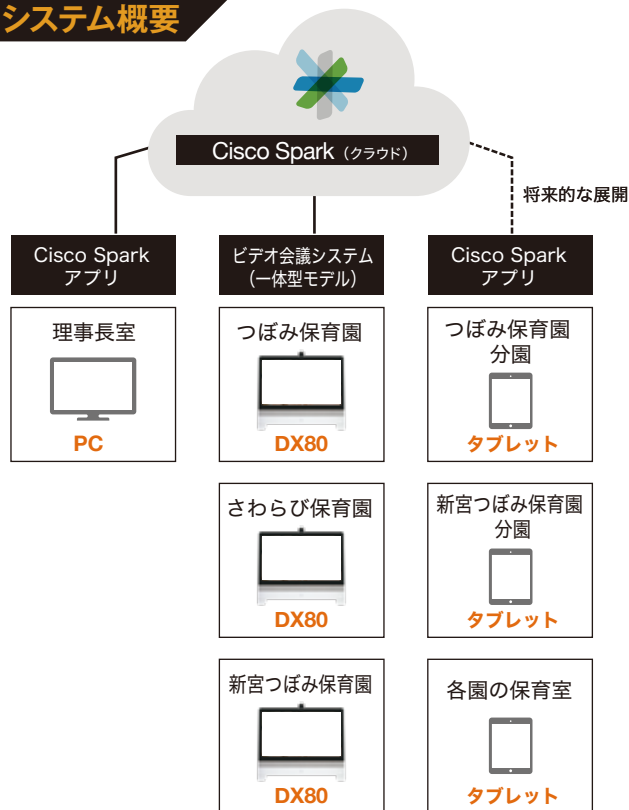 システム概要
Cisco Spark（クラウド）
将来的な展開
Cisco Spark
アプリ
ビデオ会議システム
（一体型モデル）
Cisco Spark
アプリ
理事長室
PC
つぼみ保育園
DX80
つぼみ保育園
分園
タブレット
さわらび保育園
DX80
新宮つぼみ保育園
分園
タブレット
新宮つぼみ保育園
DX80
各園の保育室
タブレット